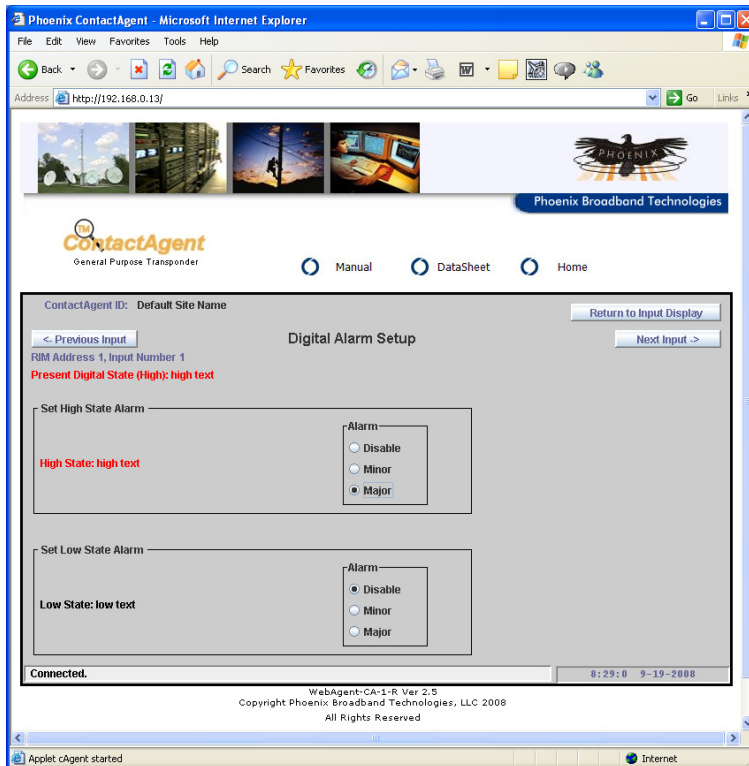 Phoenix ContactAgent - Microsoft Internet Explorer
File Edit View Favorites Tools Help
Back Search Favorites
Address http://192.168.0.13/ Go Links
PHOENIX
Phoenix Broadband Technologies
TM
ContactAgent
General Purpose Transponder
Manual DataSheet Home
ContactAgent ID: Default Site Name
Return to Input Display
<- Previous Input Digital Alarm Setup Next Input ->
RIM Address 1, Input Number 1
Present Digital State (High): high text
Set High State Alarm
Alarm
Disable
High State: high text
Minor
Major
Set Low State Alarm
Alarm
Disable
Low State: low text
Minor
Major
Connected. 8:29:0 9-19-2008
WebAgent-CA-1-R Ver 2.5
Copyright Phoenix Broadband Technologies, LLC 2008
All Rights Reserved
Applet cAgent started Internet